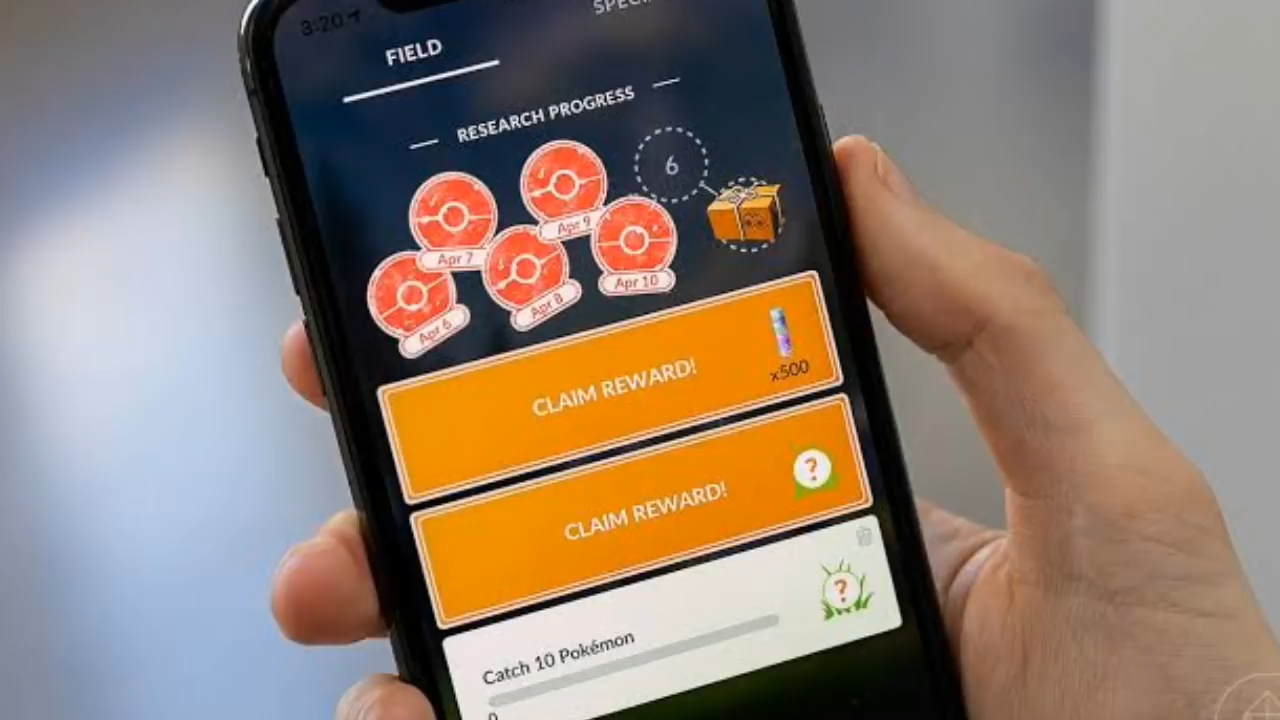 3:20
FIELD
RESEARCH PROGRESS
6
Apr 9
Apr 7
Apr 10
Apr 8
Apr 6
CLAIM REWARD!
x500
CLAIM REWARD!
?
?
Catch 10 Pokémon
0